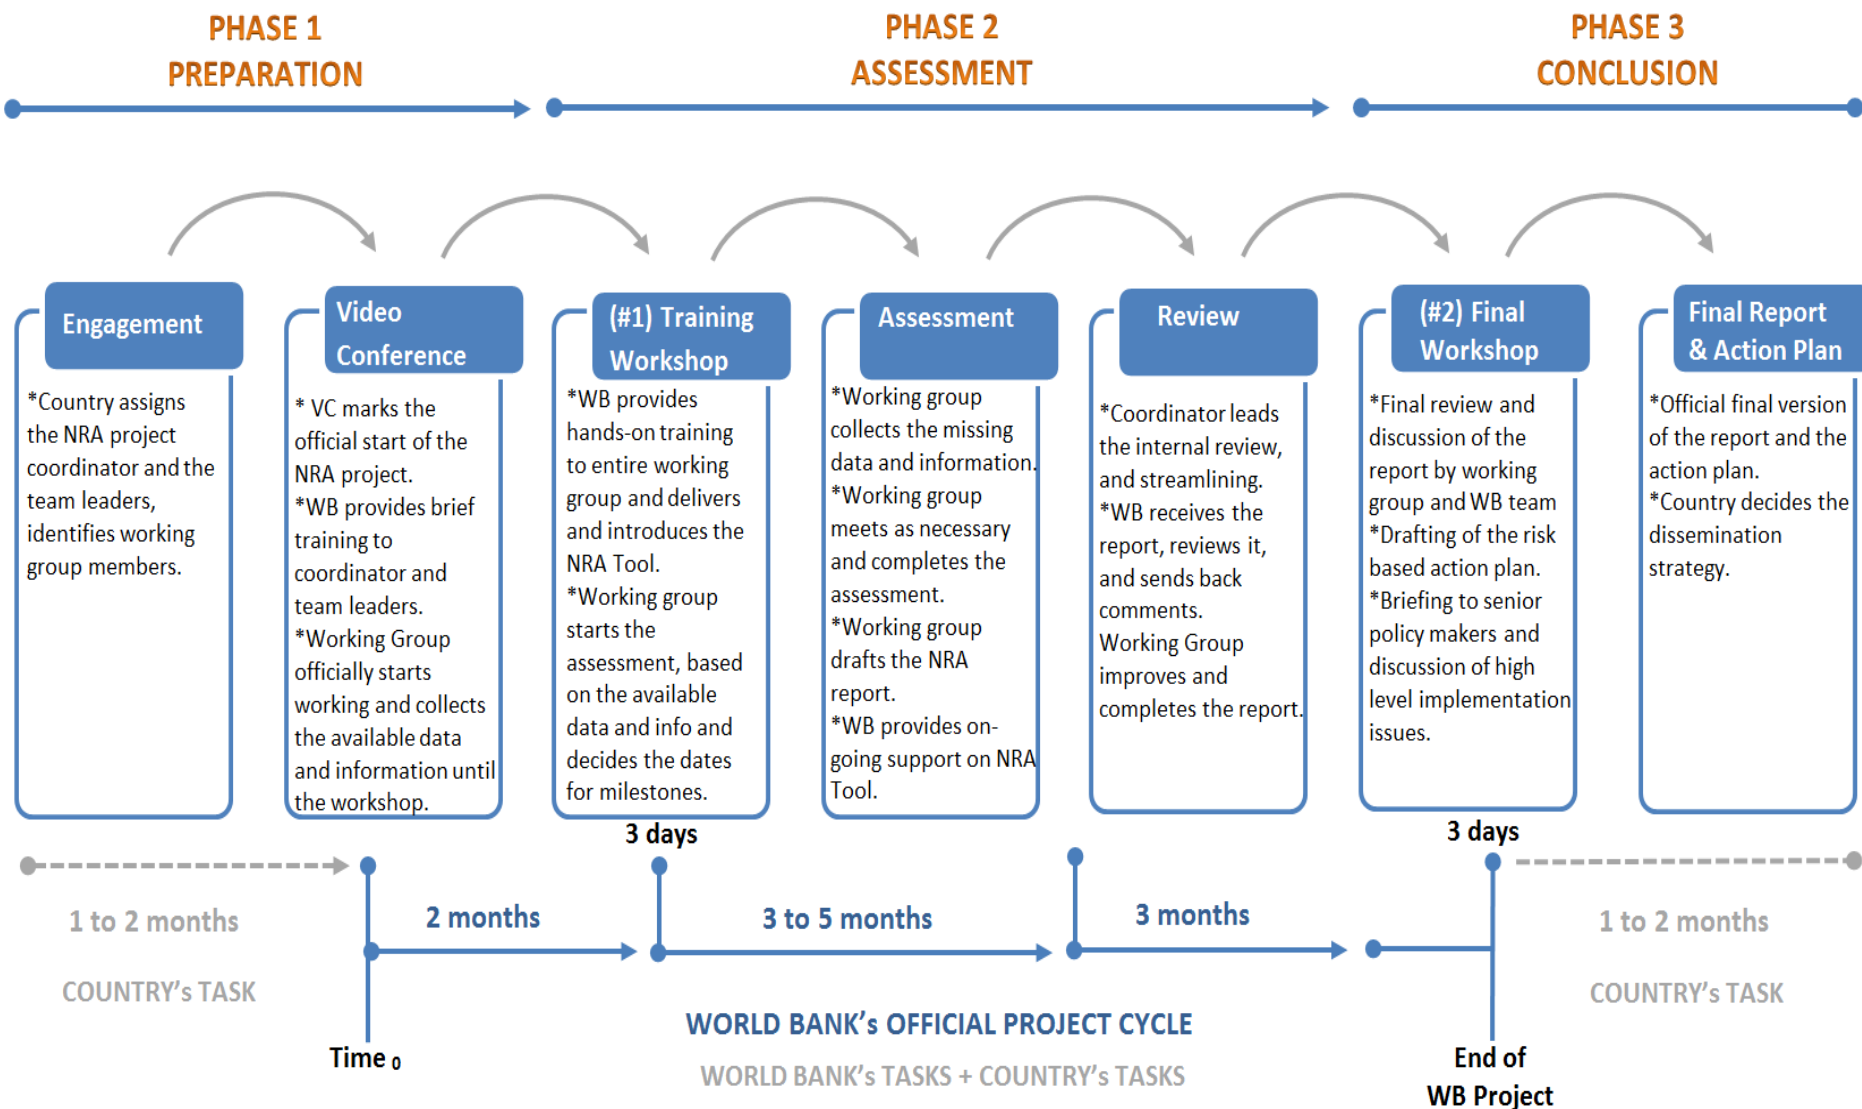 PHASE 1
PREPARATION
PHASE 2
ASSESSMENT
PHASE 3
CONCLUSION
Engagement
*Country assigns
the NRA project
coordinator and the
team leaders,
identifies working
group members.
Video
Conference
* VC marks the
official start of the
NRA project.
*WB provides brief
training to
coordinator and
team leaders.
*Working Group
officially starts
working and collects
the available data
and information until
the workshop.
(#1) Training
Workshop
*WB provides
hands-on training
to entire working
group and delivers
and introduces the
NRA Tool.
*Working group
starts the
assessment, based
on the available
data and info and
decides the dates
for milestones.
Assessment
*Working group
collects the missing
data and information.
*Working group
meets as necessary
and completes the
assessment.
*Working group
drafts the NRA
report.
*WB provides on-
going support on NRA
Tool.
Review
*Coordinator leads
the internal review,
and streamlining.
*WB receives the
report, reviews it,
and sends back
comments.
Working Group
improves and
completes the report.
(#2) Final
Workshop
*Final review and
discussion of the
report by working
group and WB team
*Drafting of the risk
based action plan.
*Briefing to senior
policy makers and
discussion of high
level implementation
issues.
Final Report
& Action Plan
*Official final version
of the report and the
action plan.
*Country decides the
dissemination
strategy.
3 days
3 days
1 to 2 months
2 months
3 to 5 months
3 months
1 to 2 months
COUNTRY's TASK
COUNTRY's TASK
WORLD BANK's OFFICIAL PROJECT CYCLE
WORLD BANK's TASKS + COUNTRY's TASKS
Time 0
End of
WB Project